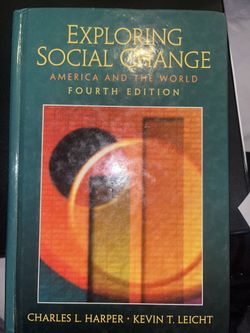 EXPLORING
SOCIAL CHANGE
AMERICA AND THE WORLD
FOURTH EDITION
CHARLES L. HARPER • KEVIN T. LEICHT